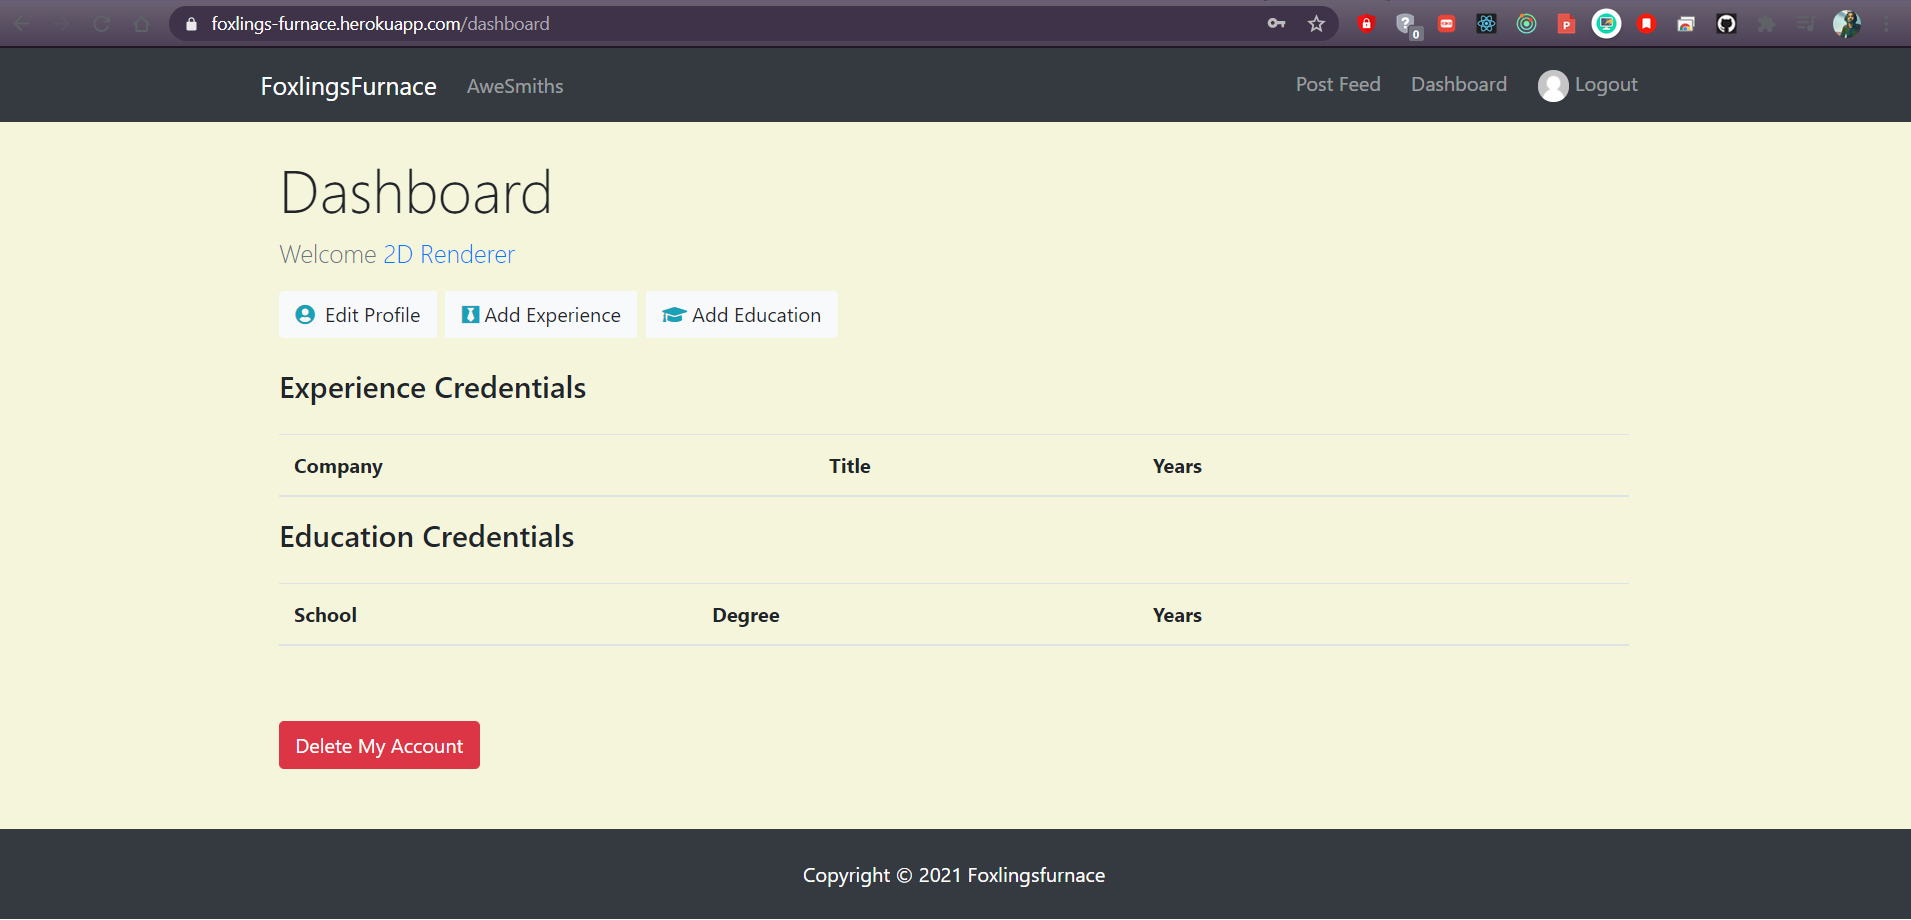 foxlings-furnace.herokuapp.com/dashboard
0
P
FoxlingsFurnace AweSmiths Post Feed Dashboard Logout
Dashboard
Welcome 2D Renderer
Edit Profile Add Experience Add Education
Experience Credentials
Company Title Years
Education Credentials
School Degree Years
Delete My Account
Copyright © 2021 Foxlingsfurnace